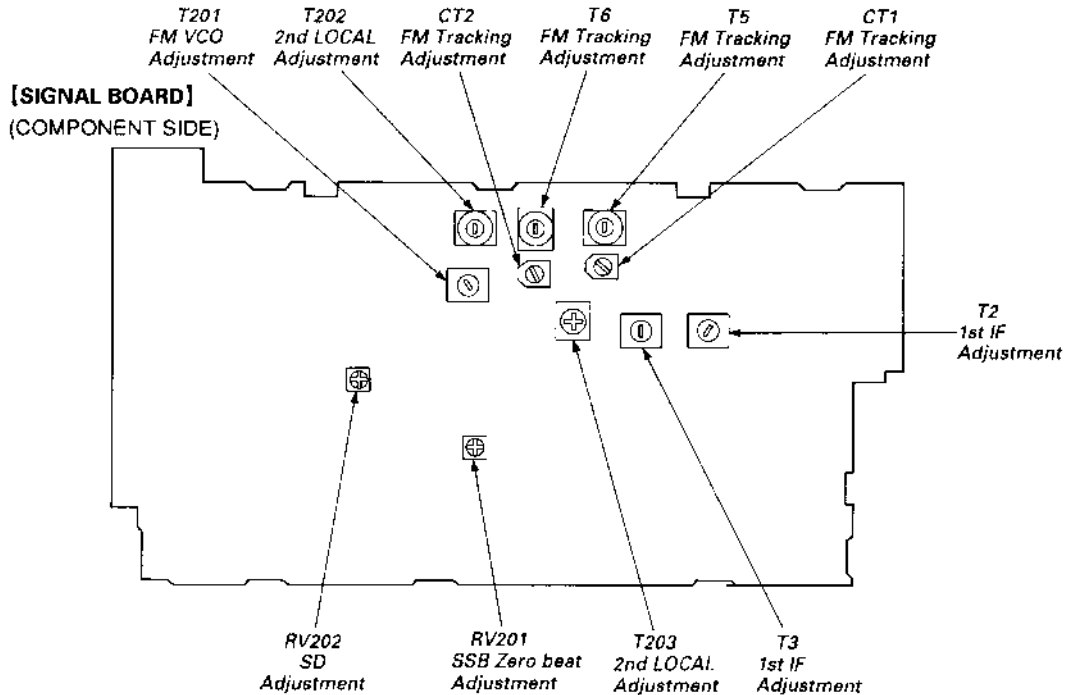 T201
FM VCO
Adjustment
T202
2nd LOCAL
Adjustment
CT2
FM Tracking
Adjustment
T6
FM Tracking
Adjustment
T5
FM Tracking
Adjustment
CT1
FM Tracking
Adjustment
[SIGNAL BOARD]
(COMPONENT SIDE)
T2
1st IF
Adjustment
RV202
SD
Adjustment
RV201
SSB Zero beat
Adjustment
T203
2nd LOCAL
Adjustment
T3
1st IF
Adjustment